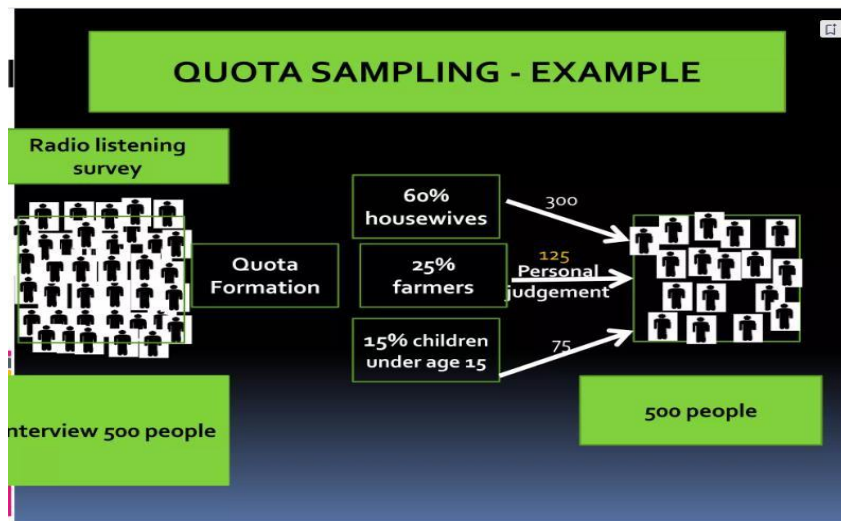 QUOTA SAMPLING - EXAMPLE
Radio listening
survey
60%
housewives
300
Quota
Formation
25%
farmers
125
Personal
judgement
15% children
under age 15
75
nterview 500 people
500 people